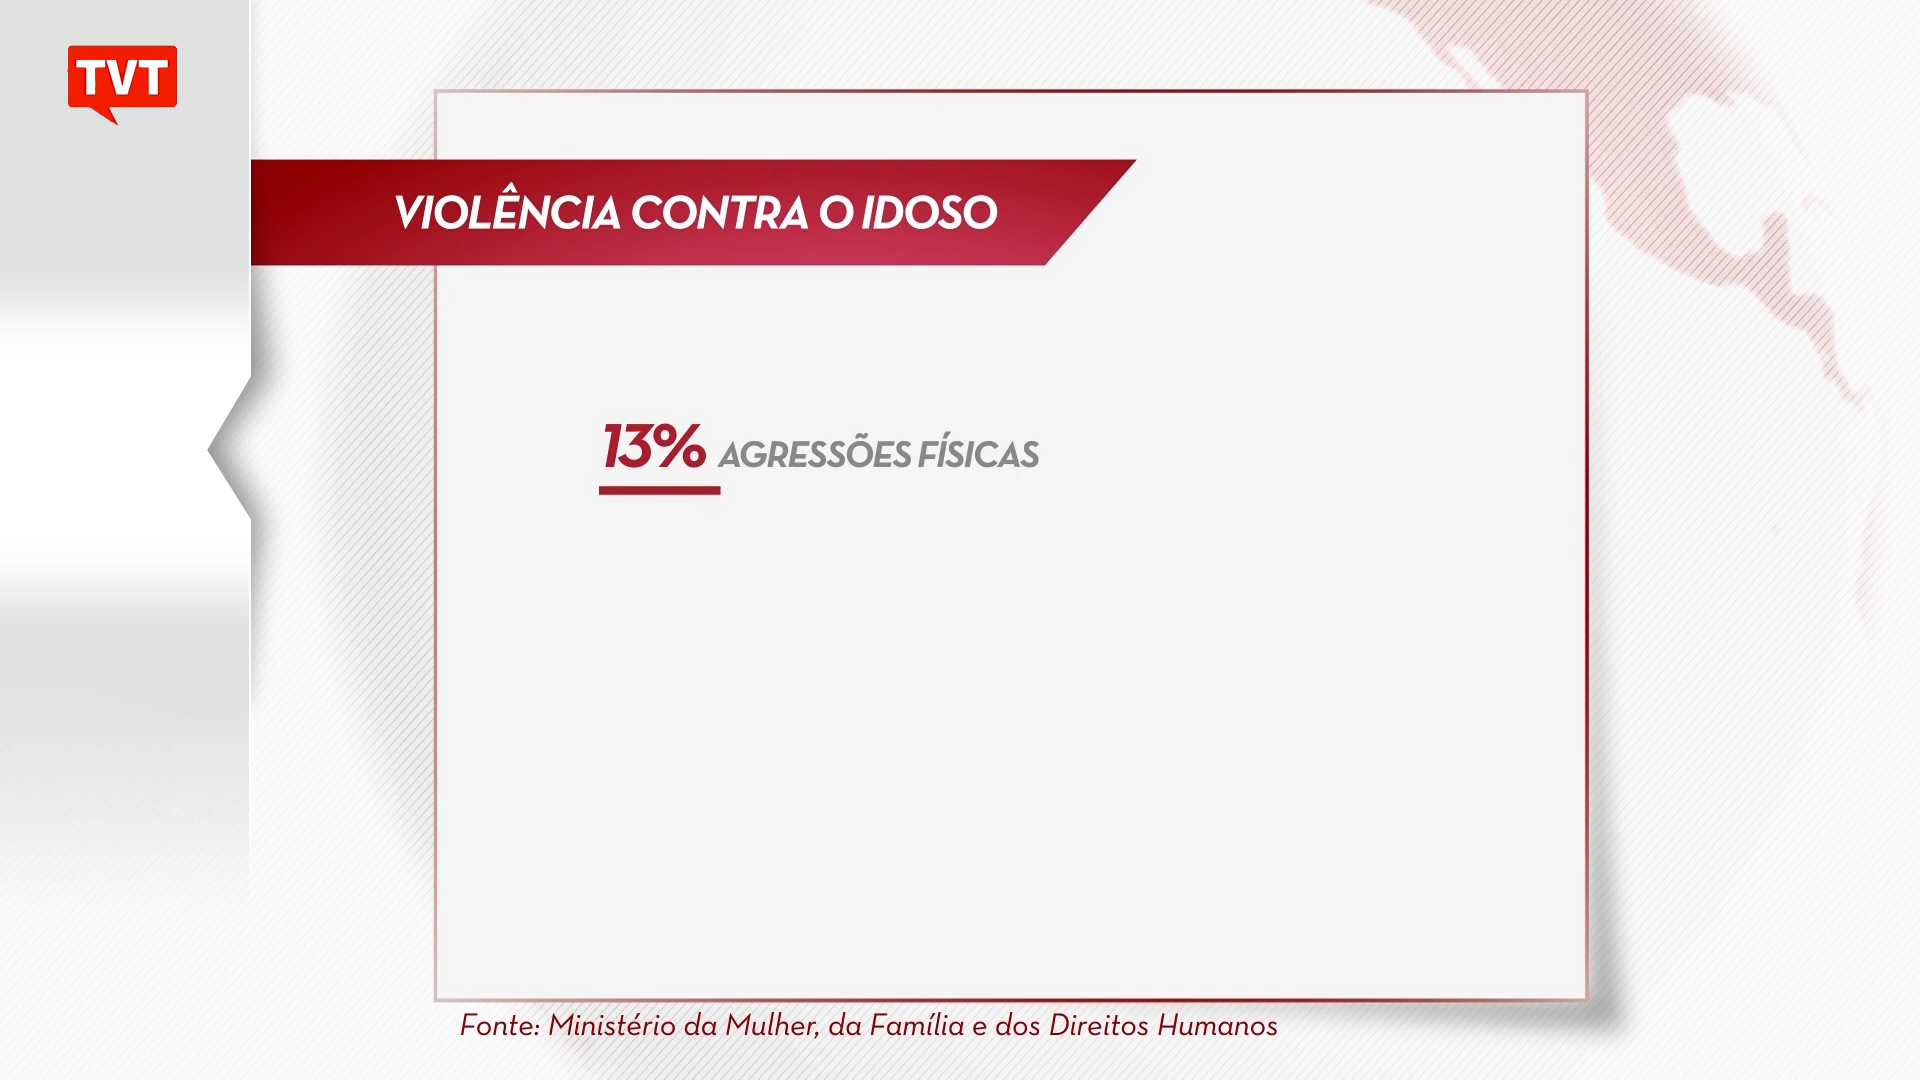 TVT
VIOLÊNCIA CONTRA O IDOSO
13% AGRESSÕES FÍSICAS
Fonte: Ministério da Mulher, da Família e dos Direitos Humanos